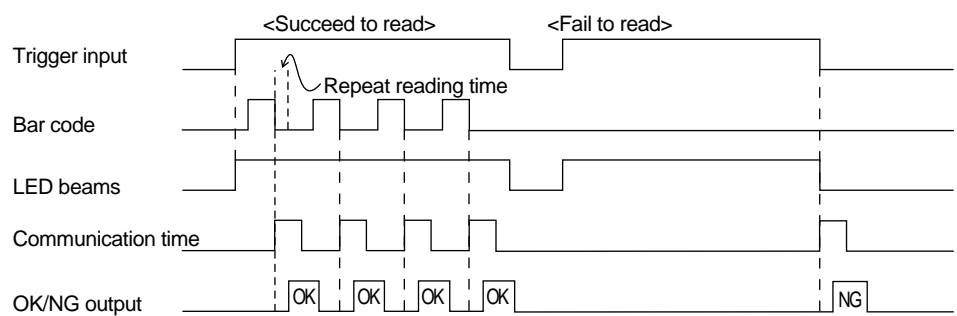 <Succeed to read> <Fail to read>
Trigger input
Repeat reading time
Bar code
LED beams
Communication time
OK/NG output OK OK OK OK NG